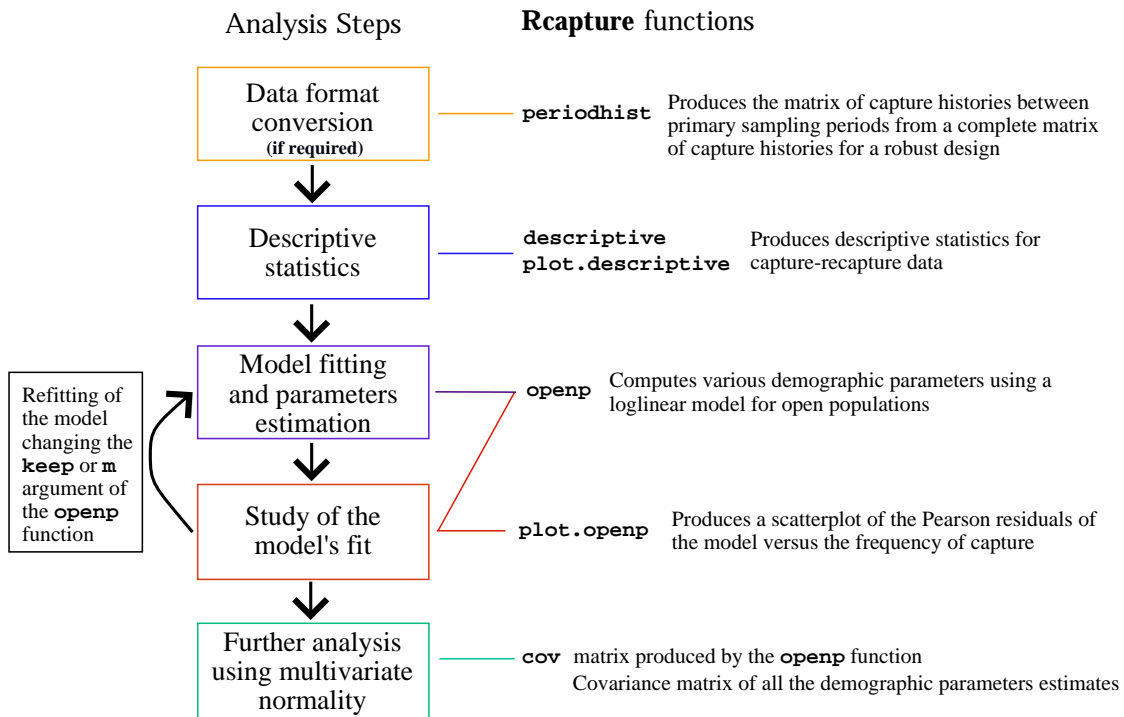 Analysis Steps
Rcapture functions
Data format
conversion
(if required)
periodhist
Produces the matrix of capture histories between
primary sampling periods from a complete matrix
of capture histories for a robust design
Descriptive
statistics
descriptive
plot.descriptive
Produces descriptive statistics for
capture-recapture data
Model fitting
and parameters
estimation
openp
Computes various demographic parameters using a
loglinear model for open populations
Refitting of
the model
changing the
keep or m
argument of
the openp
function
Study of the
model's fit
plot.openp
Produces a scatterplot of the Pearson residuals of
the model versus the frequency of capture
Further analysis
using multivariate
normality
cov matrix produced by the openp function
Covariance matrix of all the demographic parameters estimates